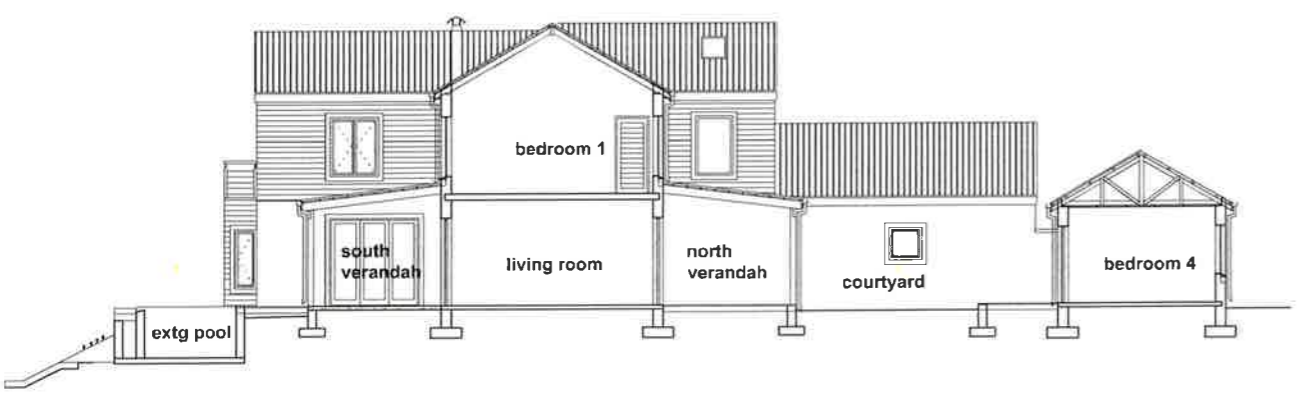 bedroom 1
south
verandah
living room
north
verandah
courtyard
bedroom 4
extg pool